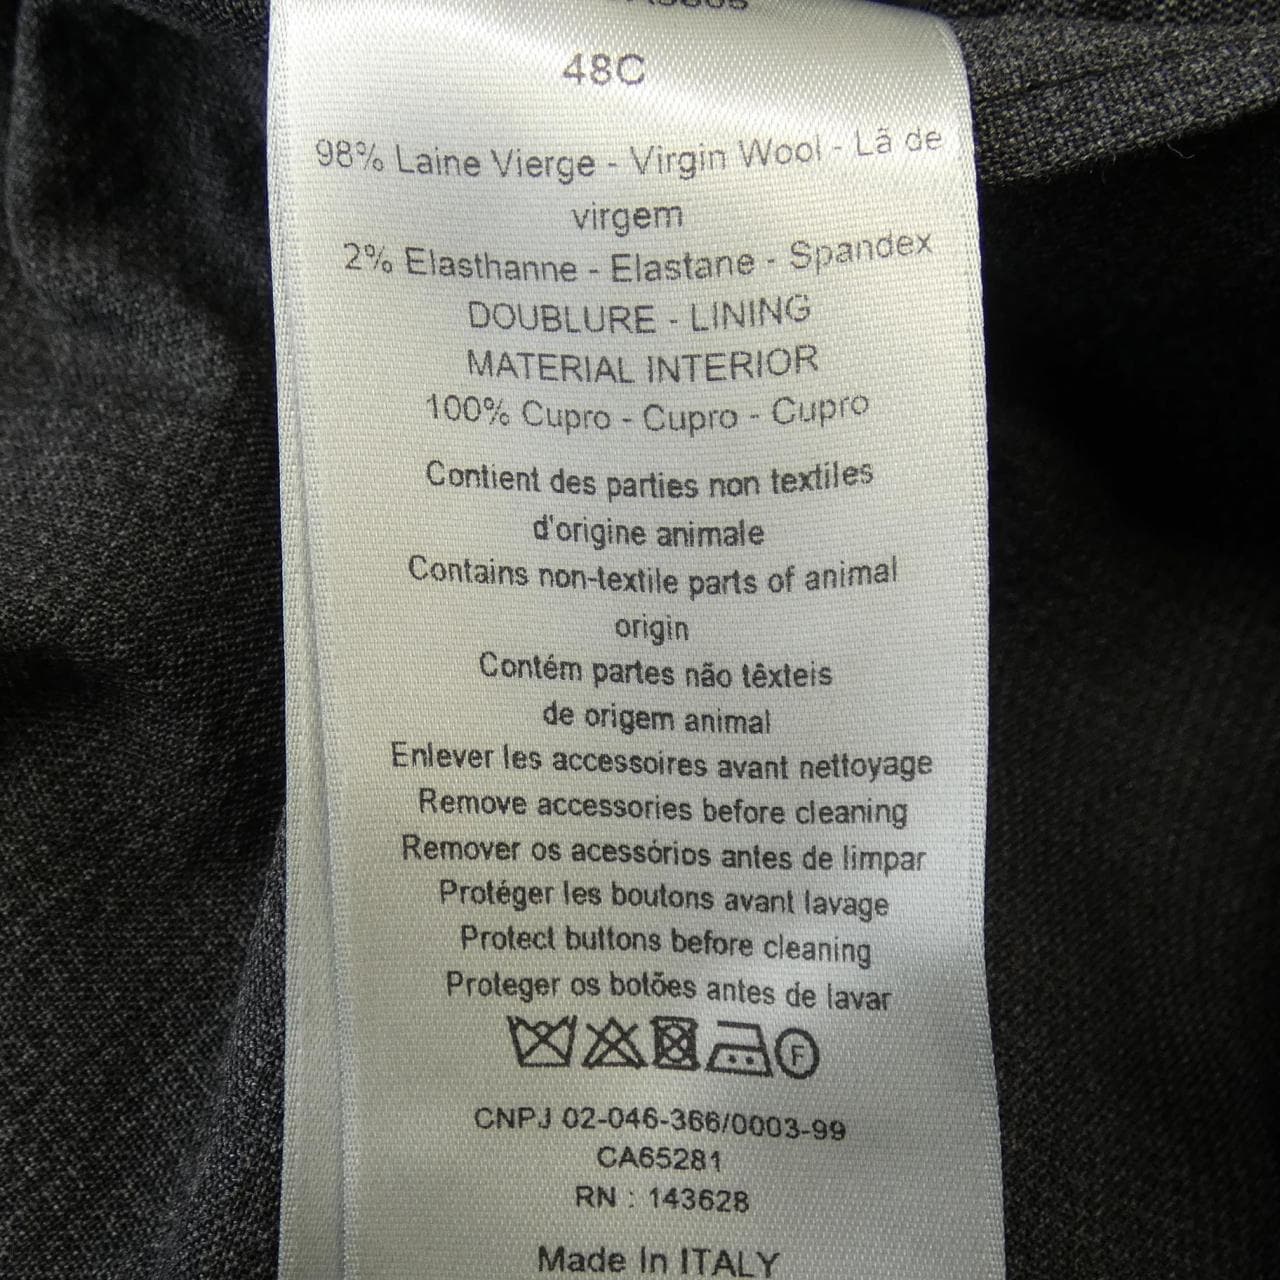 48C
98% Laine Vierge - Virgin Wool - Lã de
virgem
2% Elasthanne - Elastane - Spandex
DOUBLURE - LINING
MATERIAL INTERIOR
100% Cupro - Cupro - Cupro
Contient des parties non textiles
d'origine animale
Contains non-textile parts of animal
origin
Contém partes não têxteis
de origem animal
Enlever les accessoires avant nettoyage
Remove accessories before cleaning
Remover os acessórios antes de limpar
Protéger les boutons avant lavage
Protect buttons before cleaning
Proteger os botões antes de lavar
F
CNPJ 02-046-366/0003-99
CA65281
RN : 143628
Made In ITALY